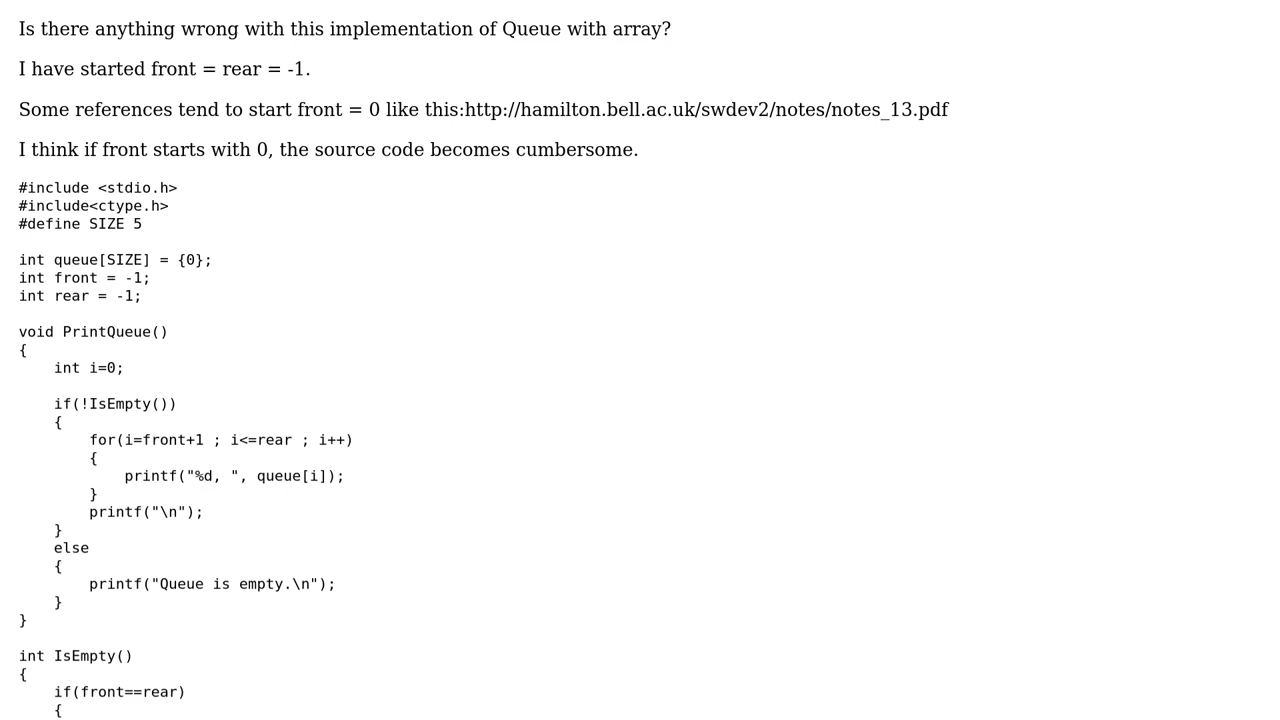 Is there anything wrong with this implementation of Queue with array?
I have started front = rear = -1.
Some references tend to start front = 0 like this:http://hamilton.bell.ac.uk/swdev2/notes/notes_13.pdf
I think if front starts with 0, the source code becomes cumbersome.
#include <stdio.h>
#include<ctype.h>
#define SIZE 5

int queue[SIZE] = {0};
int front = -1;
int rear = -1;

void PrintQueue()
{
    int i=0;

    if(!IsEmpty())
    {
        for(i=front+1 ; i<=rear ; i++)
        {
            printf("%d, ", queue[i]);
        }
        printf("\n");
    }
    else
    {
        printf("Queue is empty.\n");
    }
}

int IsEmpty()
{
    if(front==rear)
    {